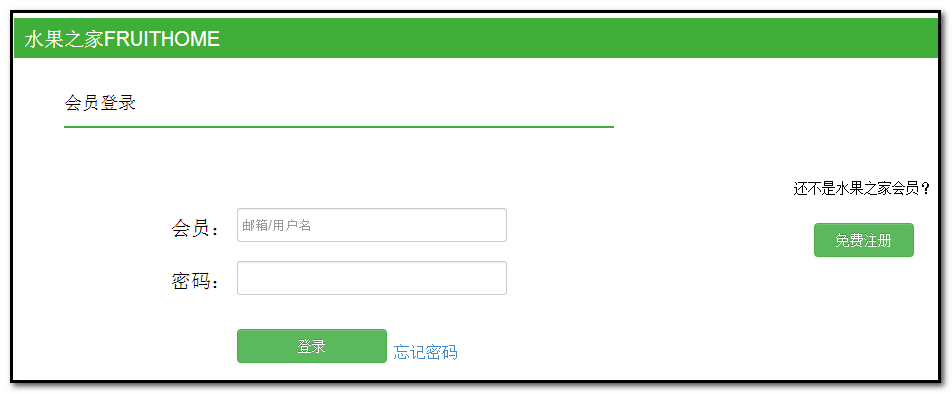 水果之家FRUITHOME
会员登录
还不是水果之家会员？
会员：
邮箱/用户名
免费注册
密码：
登录
忘记密码